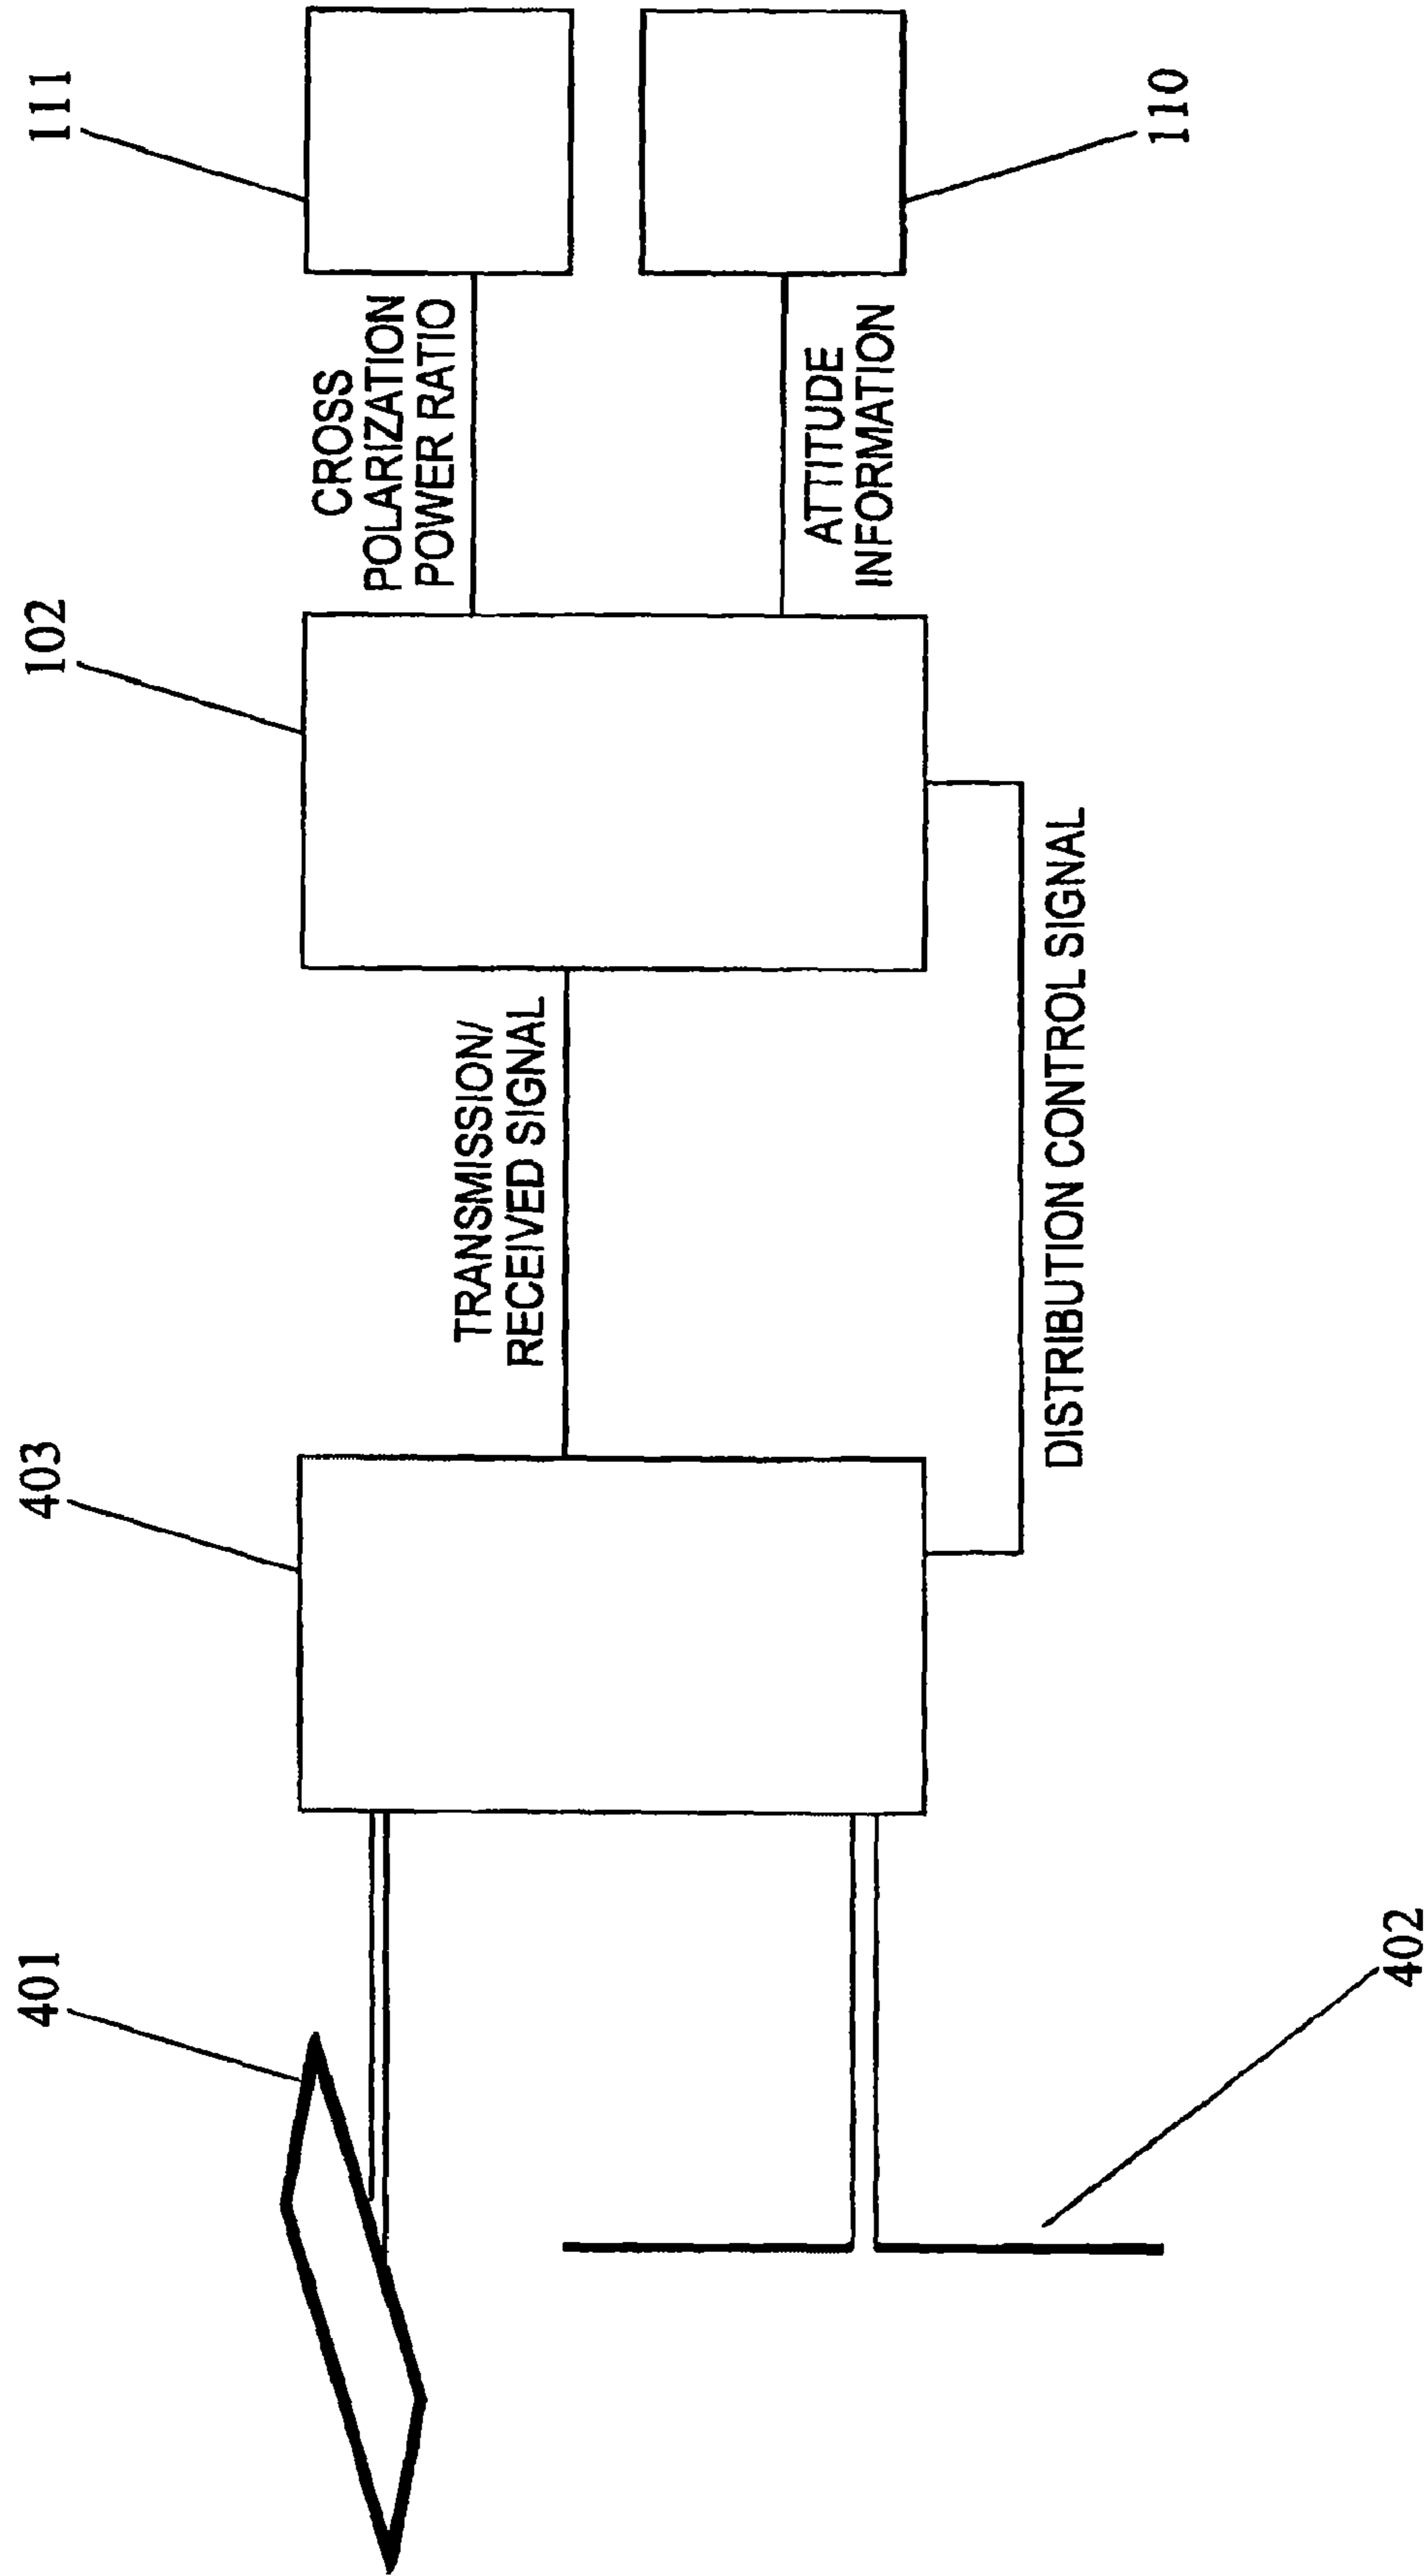 401
403
102
111
TRANSMISSION/
RECEIVED SIGNAL
CROSS
POLARIZATION
POWER RATIO
ATTITUDE
INFORMATION
DISTRIBUTION CONTROL SIGNAL
402
110